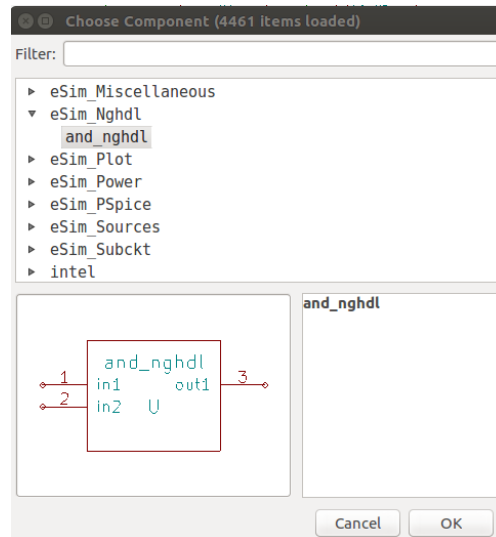 Choose Component (4461 items loaded)
Filter:
eSim_Miscellaneous
eSim_Nghdl
and_nghdl
eSim_Plot
eSim_Power
eSim_PSpice
eSim_Sources
eSim_Subckt
intel
and_nghdl
and_nghdl
1 in1 out1 3
2 in2 U
Cancel OK